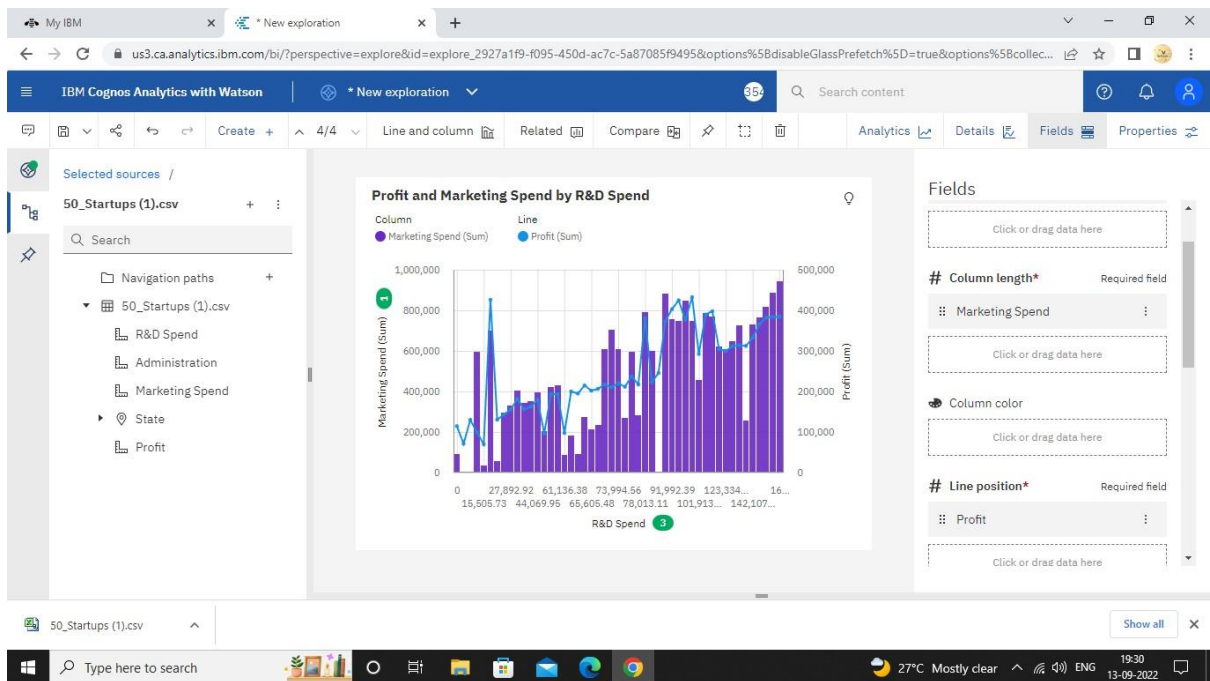 My IBM
* New exploration
us3.ca.analytics.ibm.com/bi/?perspective=explore&id=explore_2927a1f9-f095-450d-ac7c-5a87085f9495&options%5BdisableGlassPrefetch%5D=true&options%5Bcollec...
IBM Cognos Analytics with Watson
* New exploration
354
Search content
Create +
4/4
Line and column
Related
Compare
Analytics
Details
Fields
Properties
Selected sources /
50_Startups (1).csv
Search
Navigation paths
50_Startups (1).csv
R&D Spend
Administration
Marketing Spend
State
Profit
Profit and Marketing Spend by R&D Spend
Column Line
Marketing Spend (Sum) Profit (Sum)
1,000,000
800,000
600,000
400,000
200,000
0
Marketing Spend (Sum)
1
500,000
400,000
300,000
200,000
100,000
0
Profit (Sum)
0 27,892.92 61,136.38 73,994.56 91,992.39 123,334... 16...
15,505.73 44,069.95 65,605.48 78,013.11 101,913... 142,107...
R&D Spend 3
Fields
Click or drag data here
# Column length* Required field
Marketing Spend
Click or drag data here
Column color
Click or drag data here
# Line position* Required field
Profit
Click or drag data here
50_Startups (1).csv
Show all
Type here to search
27°C Mostly clear
ENG
19:30
13-09-2022